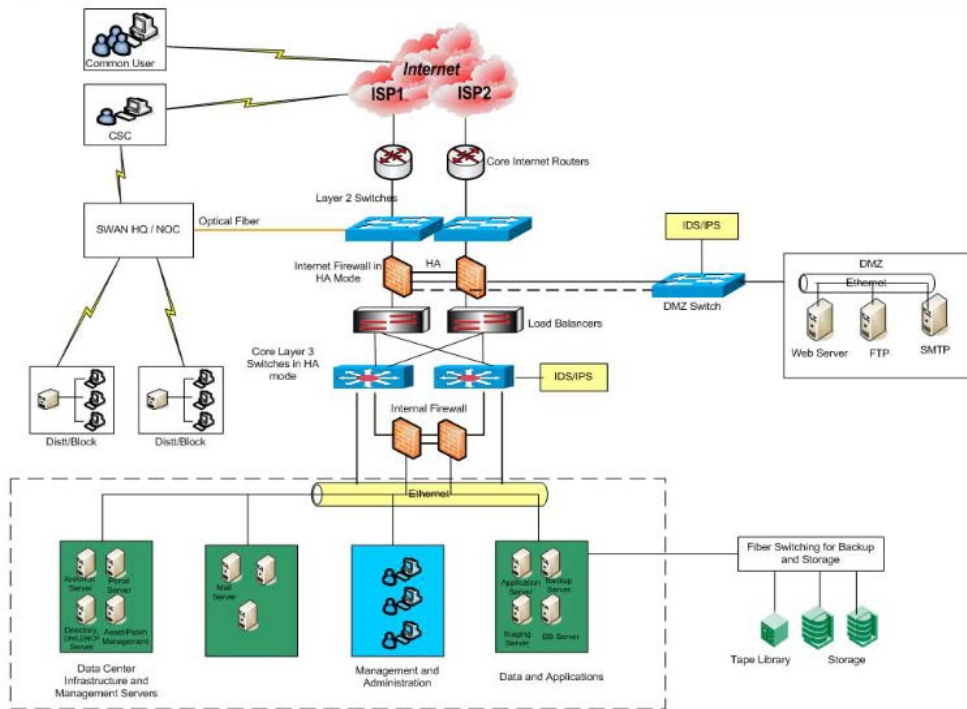 Common User
CSC
Internet
ISP1
ISP2
Core Internet Routers
Layer 2 Switches
SWAN HQ / NOC
Optical Fiber
IDS/IPS
Internet Firewall in
HA Mode
HA
DMZ
Ethernet
DMZ Switch
Web Server
FTP
SMTP
Load Balancers
Core Layer 3
Switches in HA
mode
IDS/IPS
Internal Firewall
Distt/Block
Distt/Block
Ethernet
Antivirus
Server
Portal
Server
Directory,
DNS,DHCP
Server
Asset/Patch
Management
Mail
Server
Application
Server
Backup
Server
Staging
Server
DB Server
Fiber Switching for Backup
and Storage
Tape Library
Storage
Data Center
Infrastructure and
Management Servers
Management and
Administration
Data and Applications